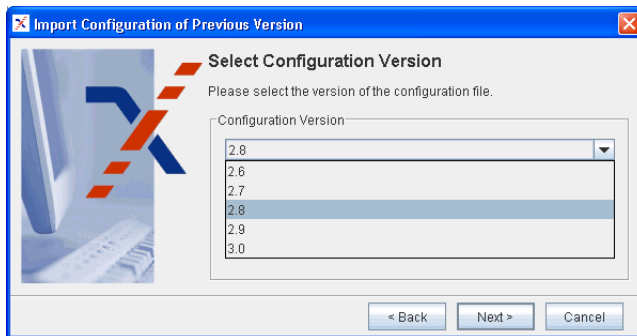 Import Configuration of Previous Version
Select Configuration Version
Please select the version of the configuration file.
Configuration Version
2.8
2.6
2.7
2.8
2.9
3.0
< Back
Next >
Cancel